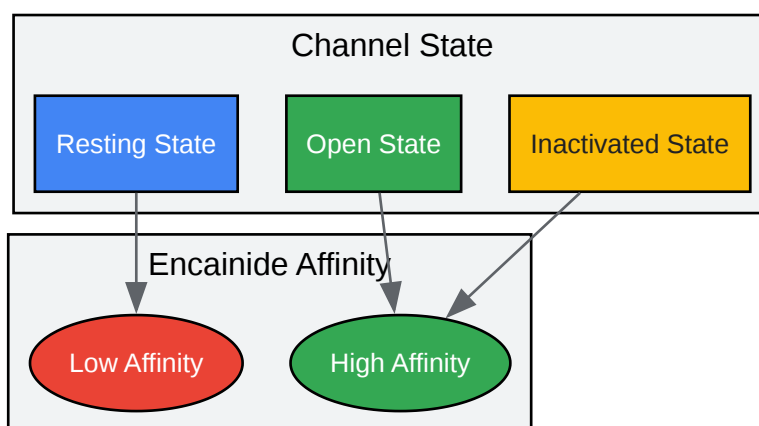 Channel State
Resting State
Open State
Inactivated State
Encainide Affinity
Low Affinity
High Affinity